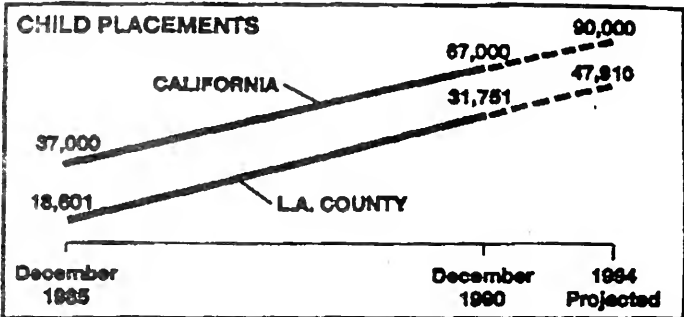 CHILD PLACEMENTS
90,000
67,000
47,310
CALIFORNIA
31,751
37,000
18,601
L.A. COUNTY
December
1985
December
1990
1994
Projected